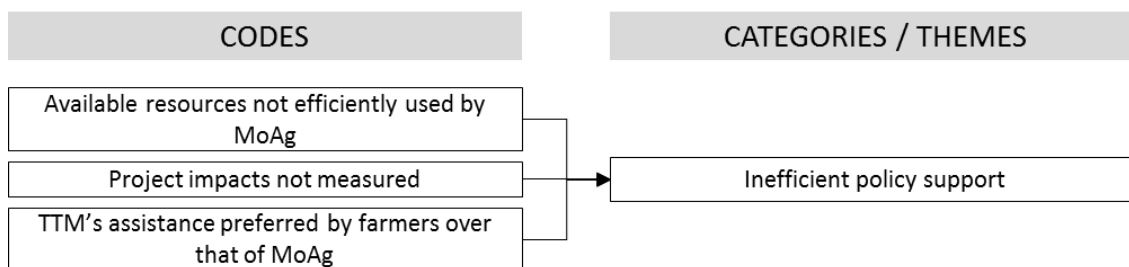 CODES
CATEGORIES / THEMES
Available resources not efficiently used by
MoAg
Project impacts not measured
Inefficient policy support
TTM's assistance preferred by farmers over
that of MoAg